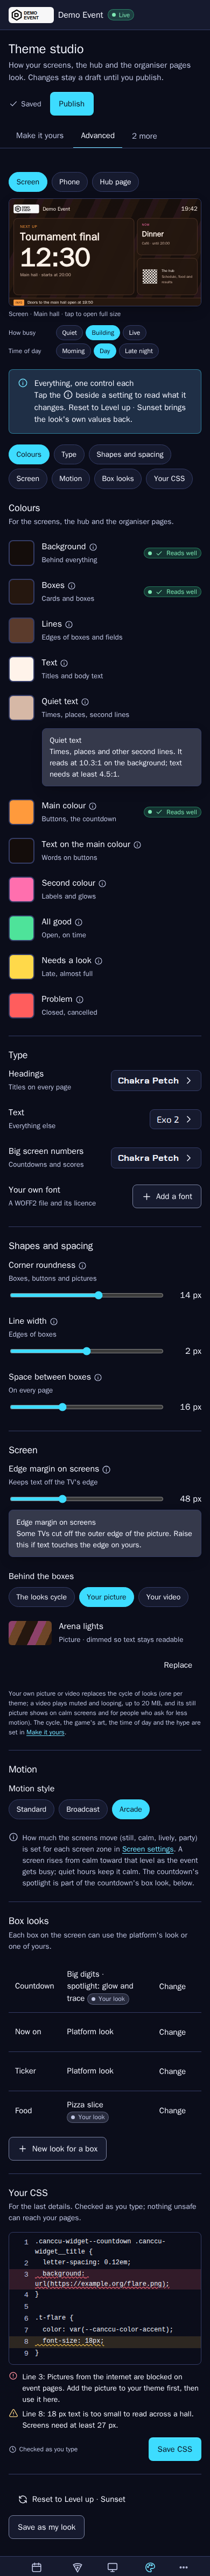 DEMO EVENT
Demo Event
Live
Theme studio
How your screens, the hub and the organiser pages
look. Changes stay a draft until you publish.
Saved
Publish
Make it yours
Advanced
2 more
Screen
Phone
Hub page
DEMO EVENT
Demo Event
19:42
NEXT UP
Tournament final
12:30
Main hall · starts at 20:00
NOW
Dinner
The hub
Doors to the main hall open at 19:50
Screen · Main hall · tap to open full size
How busy
Quiet
Building
Live
Time of day
Morning
Day
Late night
Everything, one control each
Tap the ⓘ beside a setting to read what it
changes. Reset to Level up · Sunset brings
the look's own values back.
Colours
Type
Shapes and spacing
Screen
Motion
Box looks
Your CSS
Colours
For the screens, the hub and the organiser pages.
Background
Behind everything
Reads well
Boxes
Cards and boxes
Reads well
Lines
Edges of boxes and fields
Text
Titles and body text
Quiet text
Times, places, second lines
Quiet text
Times, places and other second lines. It
reads at 10.3:1 on the background; text
needs at least 4.5:1.
Main colour
Buttons, the countdown
Reads well
Text on the main colour
Words on buttons
Second colour
Labels and glows
All good
Open, on time
Needs a look
Late, almost full
Problem
Closed, cancelled
Type
Headings
Titles on every page
Chakra Petch
Text
Everything else
Exo 2
Big screen numbers
Countdowns and scores
Chakra Petch
Your own font
A WOFF2 file and its licence
Add a font
Shapes and spacing
Corner roundness
Boxes, buttons and pictures
14 px
Line width
Edges of boxes
2 px
Space between boxes
On every page
16 px
Screen
Edge margin on screens
Keeps text off the TV's edge
48 px
Edge margin on screens
Some TVs cut off the outer edge of the picture. Raise
this if text touches the edge on yours.
Behind the boxes
The looks cycle
Your picture
Your video
Arena lights
Picture · dimmed so text stays readable
Replace
Your own picture or video replaces the cycle of looks (one per
theme; a video plays muted and looping, up to 20 MB, and its still
picture shows on calm screens and for people who ask for less
motion). The cycle, the game's art, the time of day and the hype are
set in Make it yours.
Motion
Motion style
Standard
Broadcast
Arcade
How much the screens move (still, calm, lively, party)
is set for each screen zone in Screen settings. A
screen rises from calm toward that level as the event
gets busy; quiet hours keep it calm. The countdown's
spotlight is part of the countdown's box look, below.
Box looks
Each box on the screen can use the platform's look or
one of yours.
Countdown
Big digits ·
spotlight: glow and
trace
Your look
Change
Now on
Platform look
Change
Ticker
Platform look
Change
Food
Pizza slice
Your look
Change
New look for a box
Your CSS
For the last details. Checked as you type; nothing unsafe
can reach your pages.
1 .canccu-widget--countdown .canccu-
widget__title {
2 letter-spacing: 0.12em;
3 background:
url(https://example.org/flare.png);
4 }
5
6 .t-flare {
7 color: var(--canccu-color-accent);
8 font-size: 18px;
9 }
Line 3: Pictures from the internet are blocked on
event pages. Add the picture to your theme first, then
use it here.
Line 8: 18 px text is too small to read across a hall.
Screens need at least 27 px.
Checked as you type
Save CSS
Reset to Level up · Sunset
Save as my look